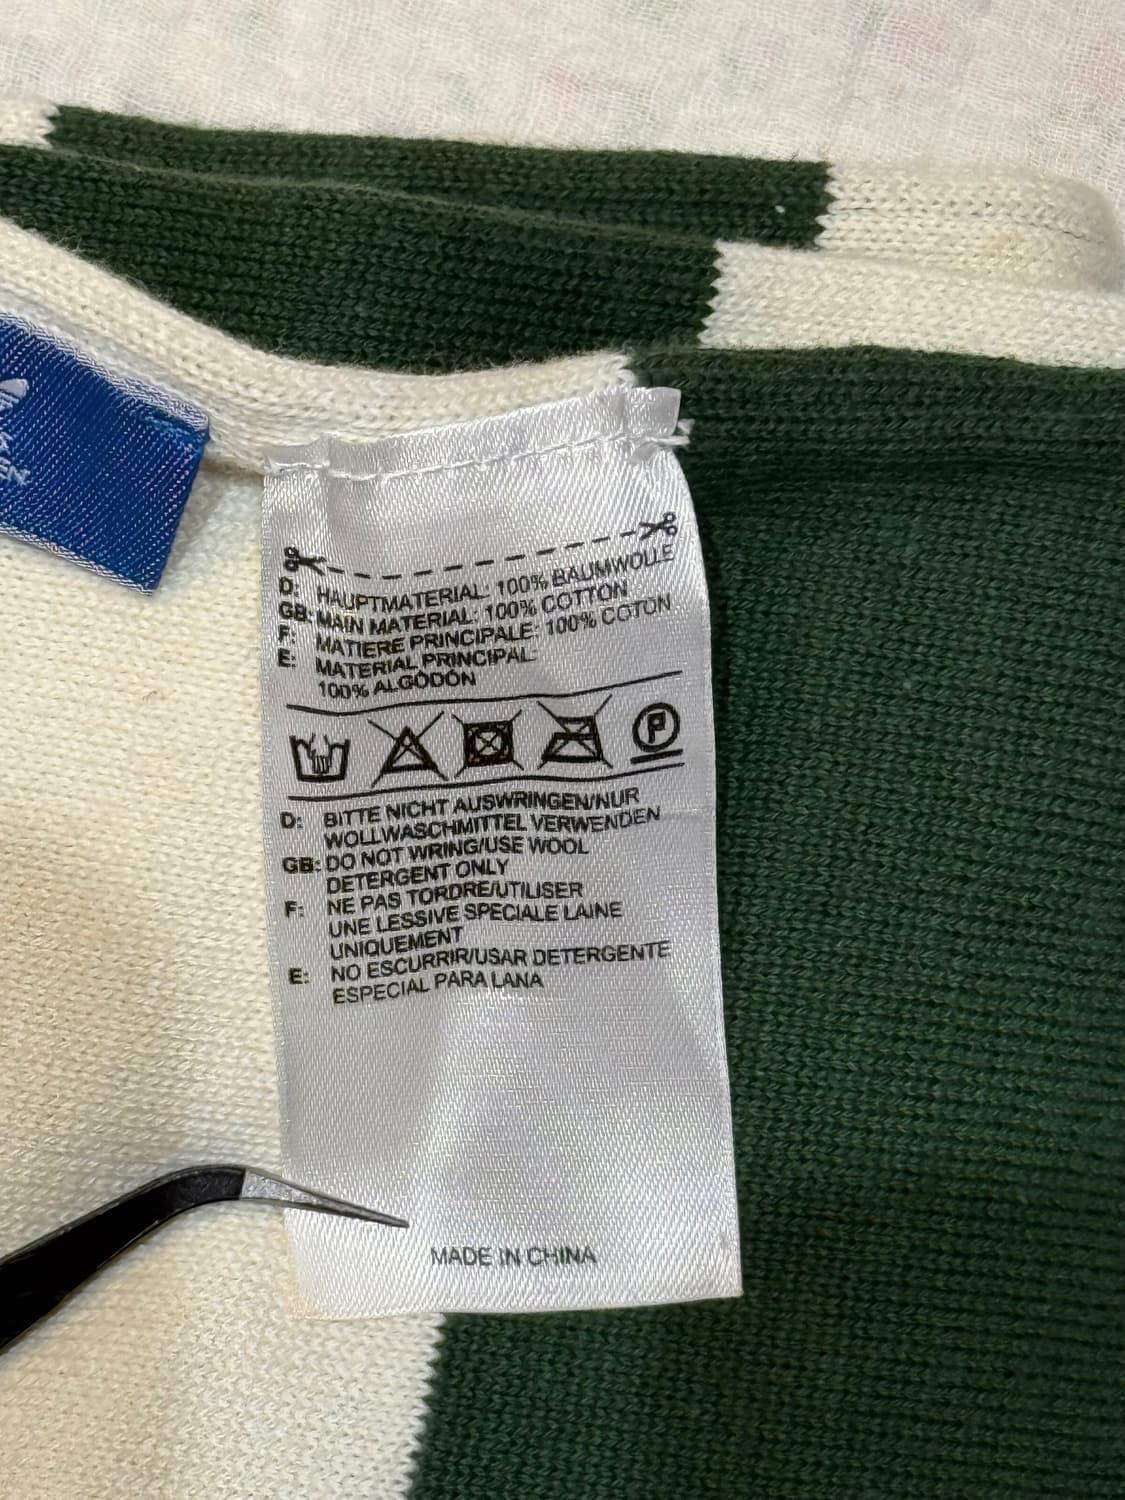 D: HAUPTMATERIAL: 100% BAUMWOLLE
GB: MAIN MATERIAL: 100% COTTON
F: MATIERE PRINCIPALE: 100% COTON
E: MATERIAL PRINCIPAL:
100% ALGODÓN
P
D: BITTE NICHT AUSWRINGEN/NUR
WOLLWASCHMITTEL VERWENDEN
GB: DO NOT WRING/USE WOOL
DETERGENT ONLY
F: NE PAS TORDRE/UTILISER
UNE LESSIVE SPECIALE LAINE
UNIQUEMENT
E: NO ESCURRIR/USAR DETERGENTE
ESPECIAL PARA LANA
MADE IN CHINA